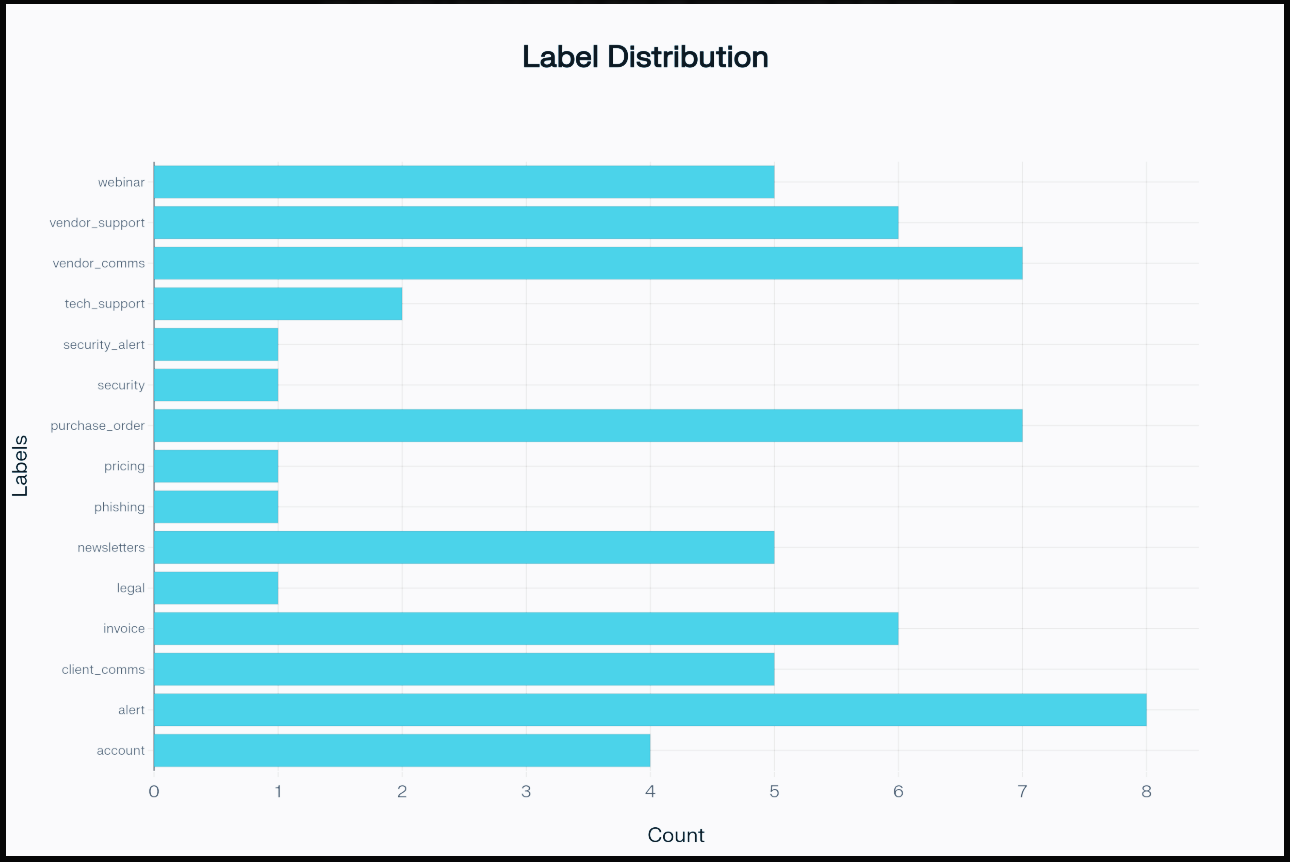 Label Distribution
webinar
vendor_support
vendor_comms
tech_support
security_alert
security
purchase_order
pricing
phishing
newsletters
legal
invoice
client_comms
alert
account
Labels
0 1 2 3 4 5 6 7 8
Count